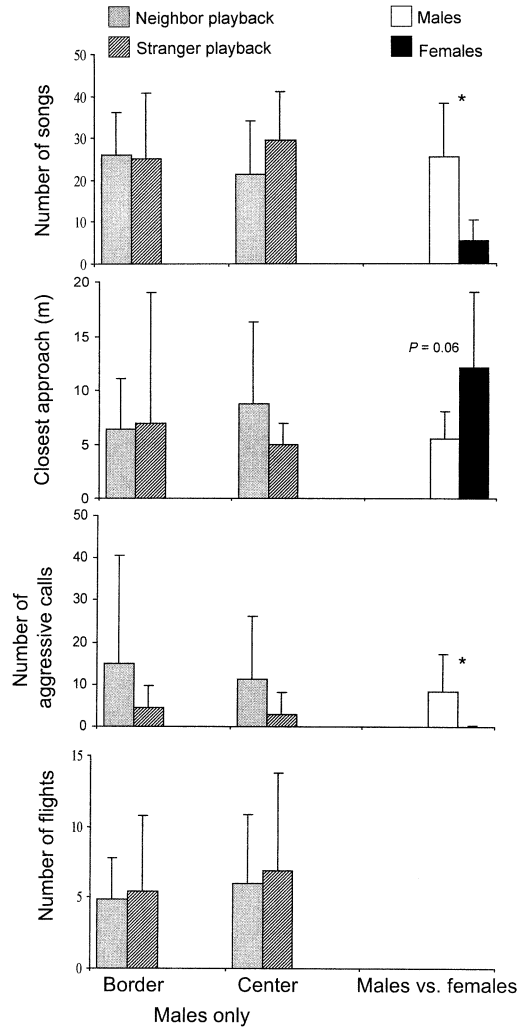 Neighbor playback
Stranger playback
Males
Females
Number of songs
50
40
30
20
10
0
*
Closest approach (m)
20
15
10
5
0
P = 0.06
Number of
aggressive calls
50
40
30
20
10
0
*
Number of flights
15
10
5
0
Border
Center
Males vs. females
Males only